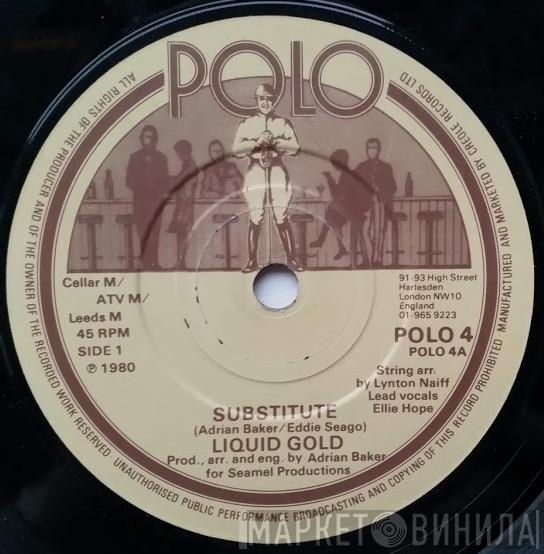 POLO
ALL RIGHTS OF THE PRODUCER AND OF THE OWNER OF THE RECORDED WORK RESERVED. UNAUTHORISED PUBLIC PERFORMANCE BROADCASTING AND COPYING OF THIS RECORD PROHIBITED MANUFACTURED AND MARKETED BY CREOLE RECORDS LTD
Cellar M/
ATV M/
Leeds M
45 RPM
SIDE 1
℗ 1980
91-93 High Street
Harlesden
London NW10
England
01-965 9223
POLO 4
POLO 4A
String arr.
by Lynton Naiff
Lead vocals
Ellie Hope
SUBSTITUTE
(Adrian Baker/Eddie Seago)
LIQUID GOLD
Prod., arr. and eng. by Adrian Baker
for Seamel Productions
МАРКЕТ ВИНИЛА